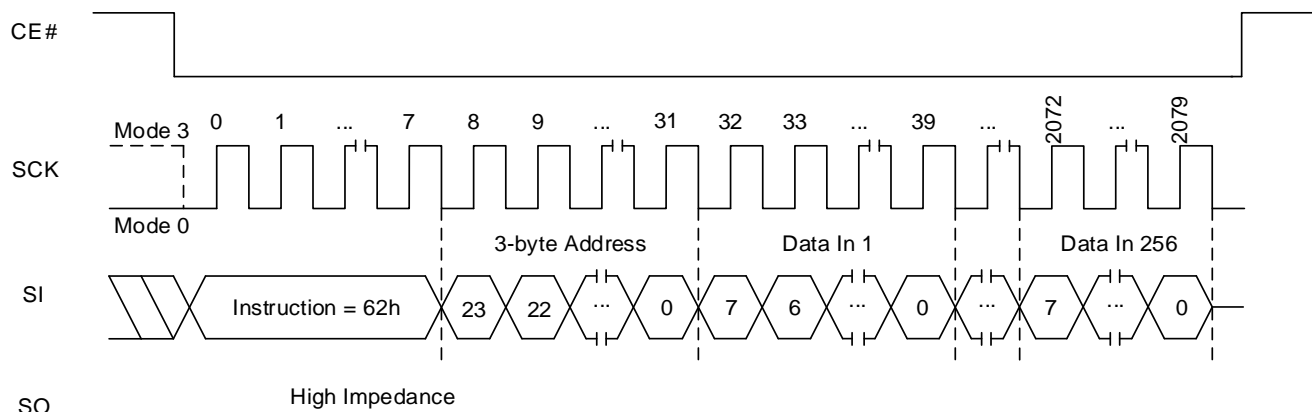 CE#
0 1 ... 7 8 9 ... 31 32 33 ... 39 ... 2072 ... 2079
Mode 3
SCK
Mode 0
3-byte Address Data In 1 Data In 256
SI Instruction = 62h 23 22 ... 0 7 6 ... 0 ... 7 ... 0
High Impedance
SO